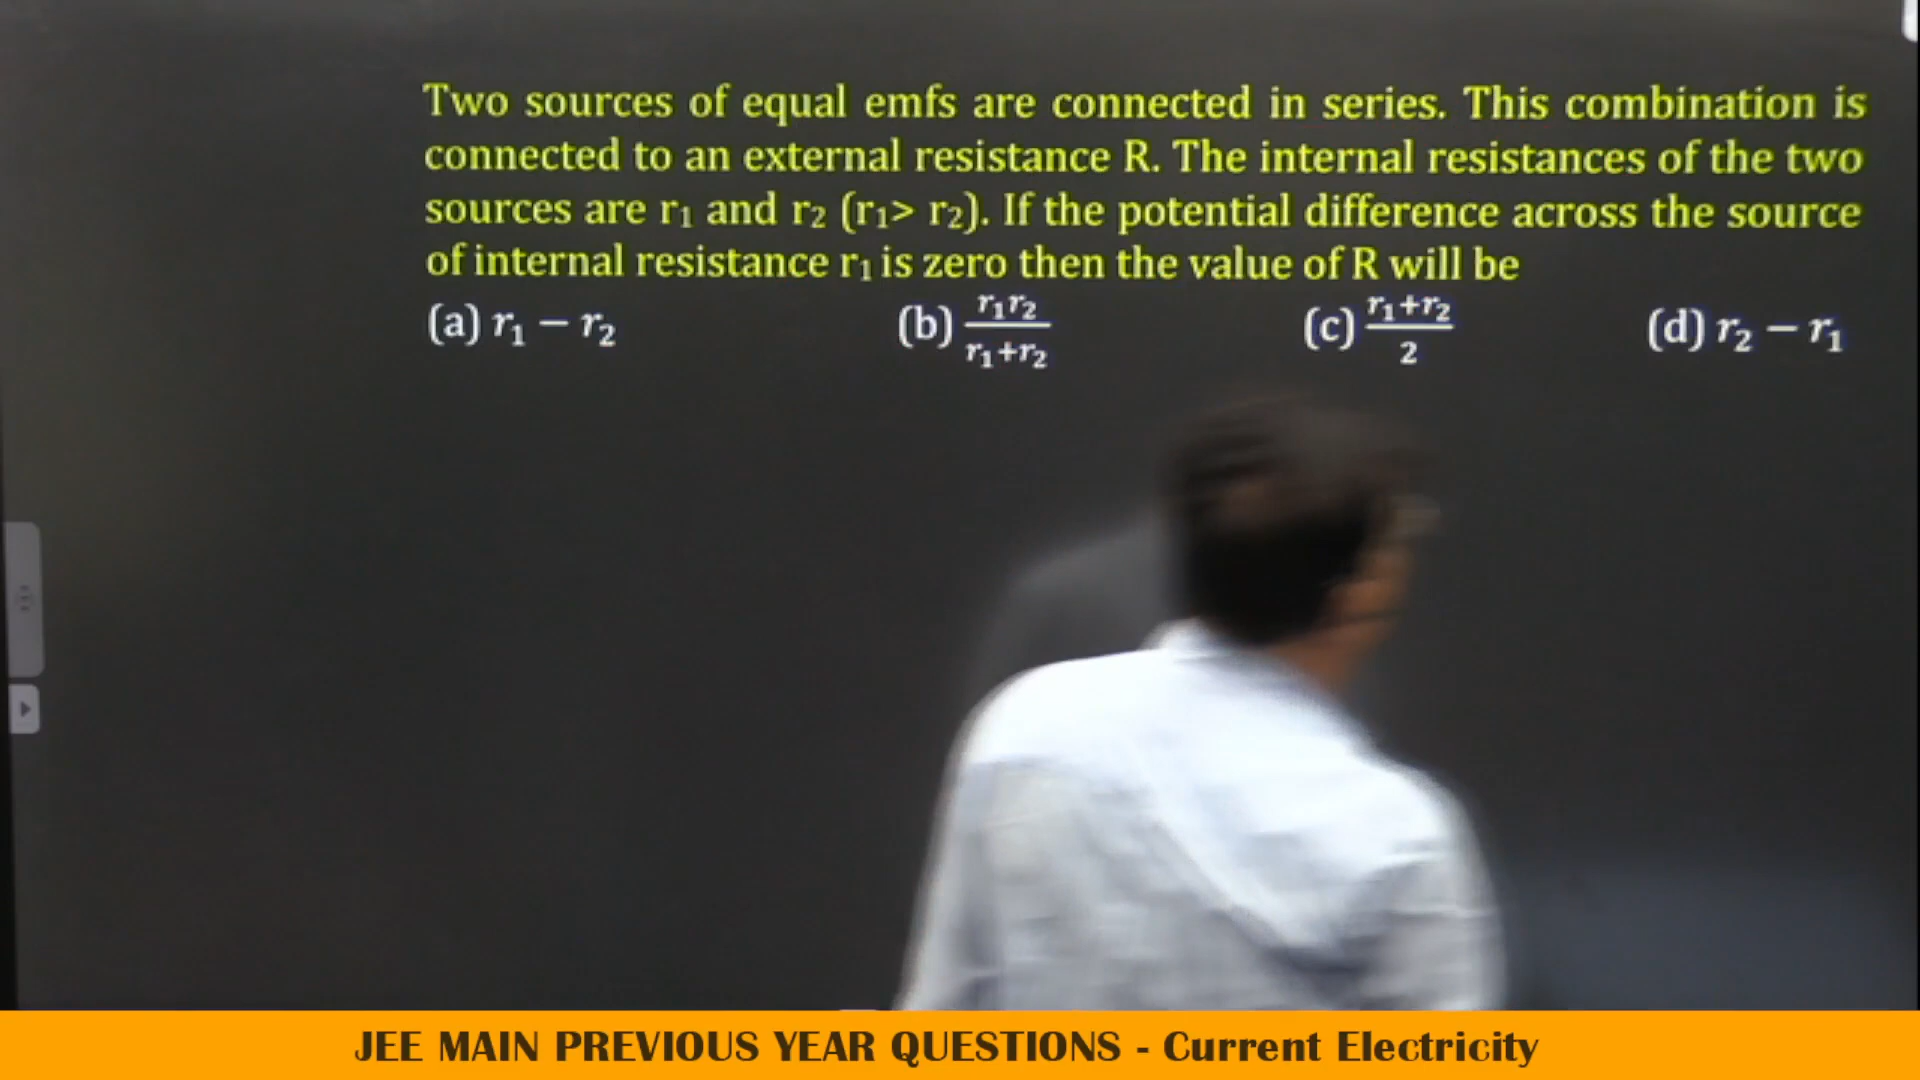 Two sources of equal emfs are connected in series. This combination is
connected to an external resistance R. The internal resistances of the two
sources are r₁ and r₂ (r₁> r₂). If the potential difference across the source
of internal resistance r₁ is zero then the value of R will be
(a) r₁ − r₂ (b) r₁r₂/r₁+r₂ (c) r₁+r₂/2 (d) r₂ − r₁
JEE MAIN PREVIOUS YEAR QUESTIONS - Current Electricity